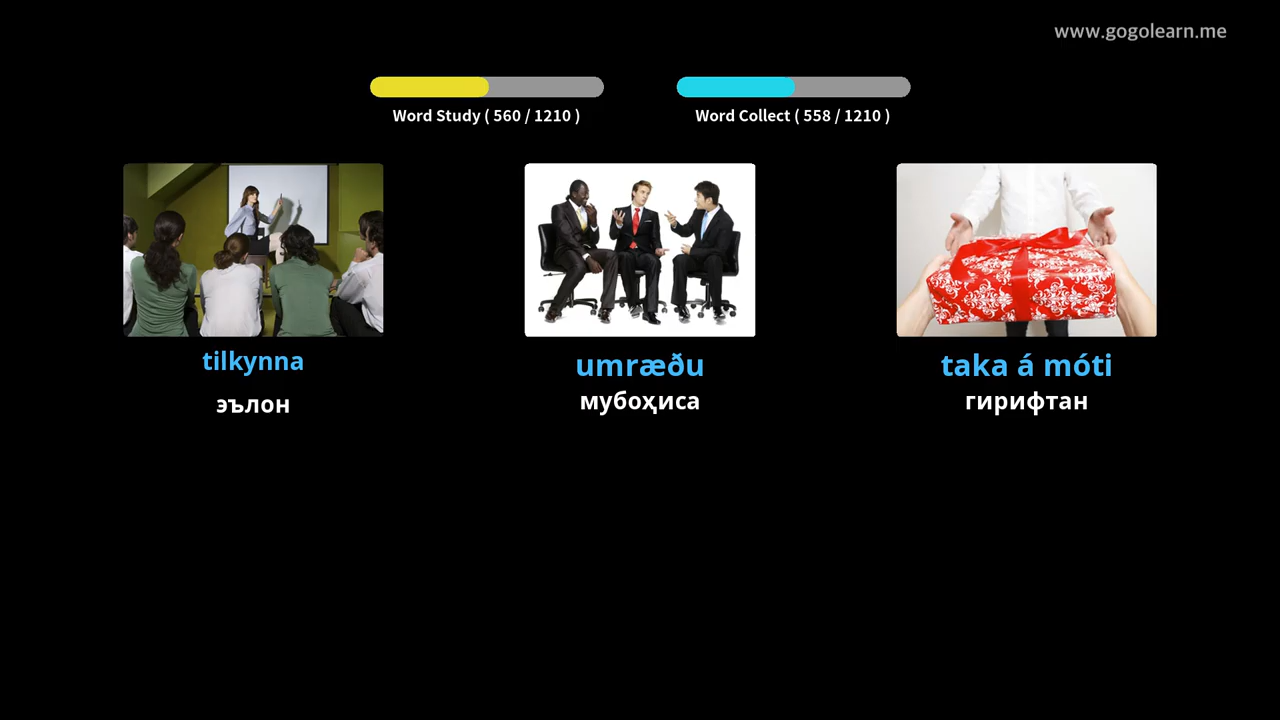 www.gogolearn.me
Word Study ( 560 / 1210 )
Word Collect ( 558 / 1210 )
tilkynna
umræðu
taka á móti
эълон
мубоҳиса
гирифтан